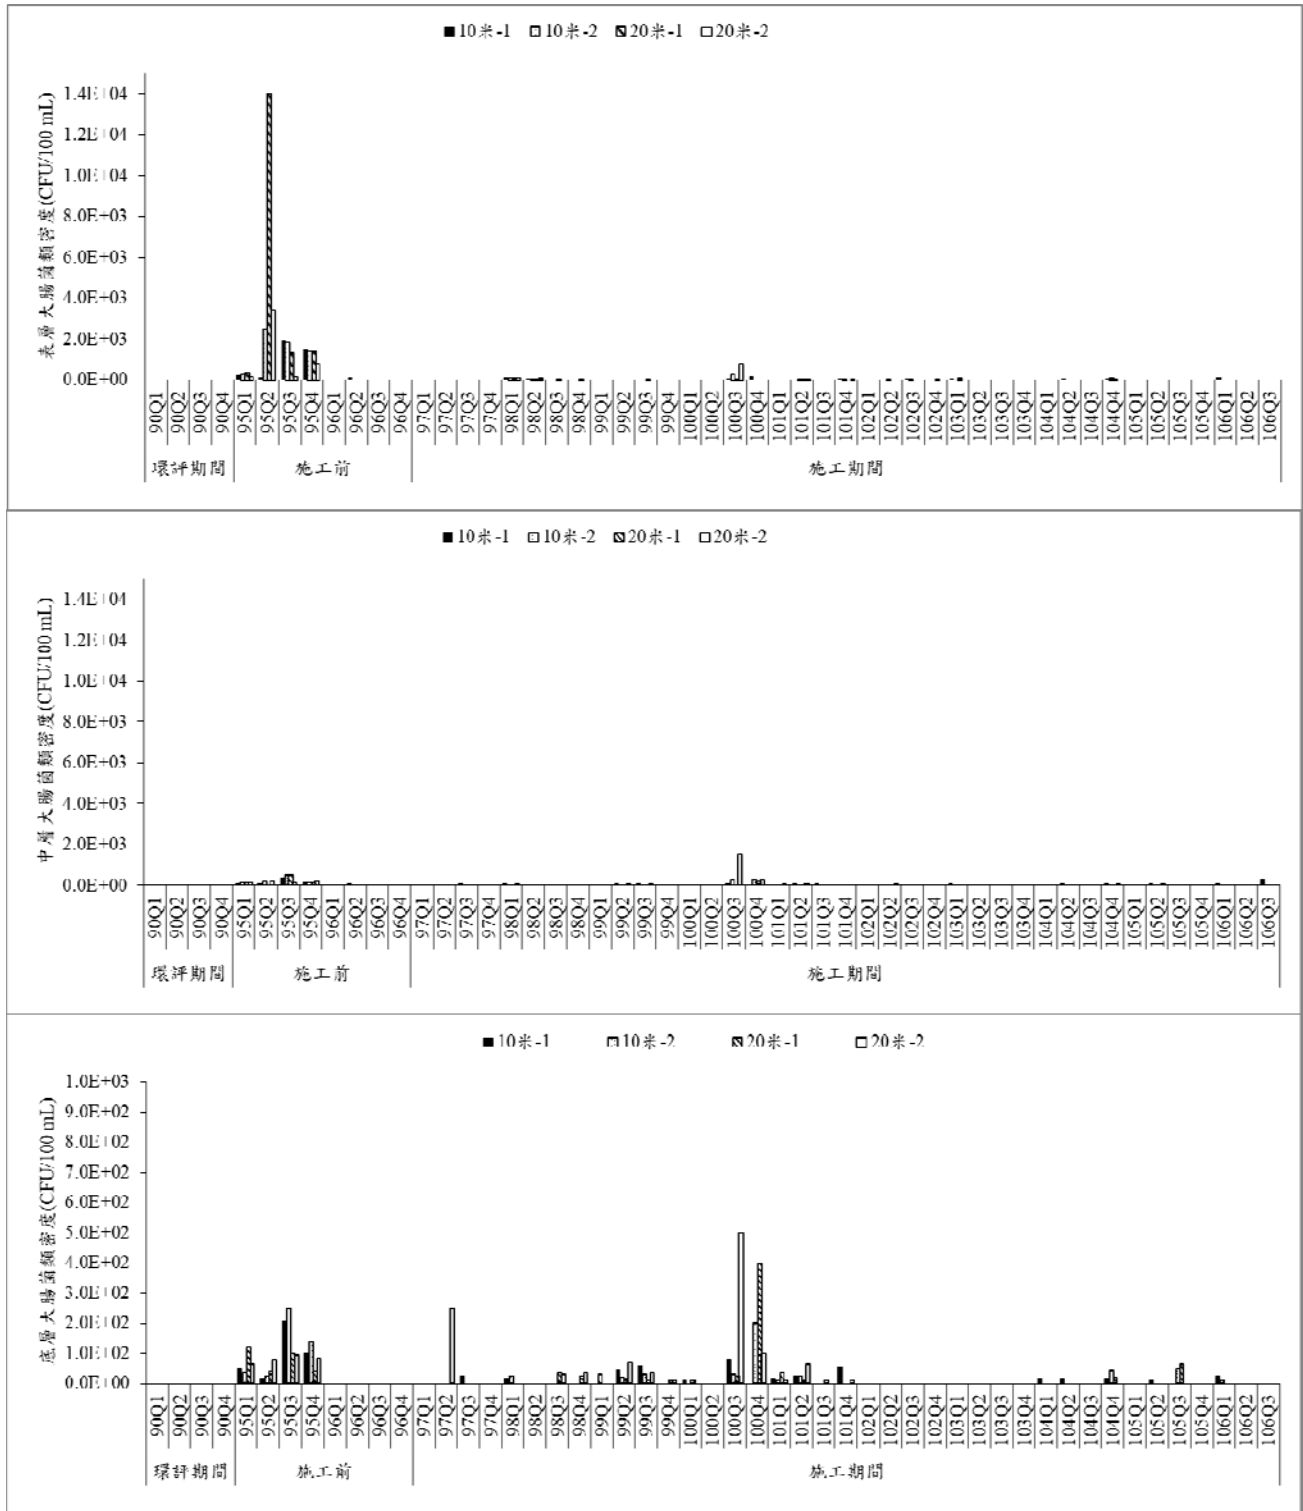 ■10米-1 □10米-2 ◪20米-1 □20米-2
表層大腸菌類密度(CFU/100 mL)
1.4E+04
1.2E+04
1.0E+04
8.0E+03
6.0E+03
4.0E+03
2.0E+03
0.0E+00
90Q1 90Q2 90Q3 90Q4 95Q1 95Q2 95Q3 95Q4 96Q1 96Q2 96Q3 96Q4 97Q1 97Q2 97Q3 97Q4 98Q1 98Q2 98Q3 98Q4 99Q1 99Q2 99Q3 99Q4 100Q1 100Q2 100Q3 100Q4 101Q1 101Q2 101Q3 101Q4 102Q1 102Q2 102Q3 102Q4 103Q1 103Q2 103Q3 103Q4 104Q1 104Q2 104Q3 104Q4 105Q1 105Q2 105Q3 105Q4 106Q1 106Q2 106Q3
環評期間 施工前 施工期間
■10米-1 □10米-2 ◪20米-1 □20米-2
中層大腸菌類密度(CFU/100 mL)
1.4E+04
1.2E+04
1.0E+04
8.0E+03
6.0E+03
4.0E+03
2.0E+03
0.0E+00
90Q1 90Q2 90Q3 90Q4 95Q1 95Q2 95Q3 95Q4 96Q1 96Q2 96Q3 96Q4 97Q1 97Q2 97Q3 97Q4 98Q1 98Q2 98Q3 98Q4 99Q1 99Q2 99Q3 99Q4 100Q1 100Q2 100Q3 100Q4 101Q1 101Q2 101Q3 101Q4 102Q1 102Q2 102Q3 102Q4 103Q1 103Q2 103Q3 103Q4 104Q1 104Q2 104Q3 104Q4 105Q1 105Q2 105Q3 105Q4 106Q1 106Q2 106Q3
環評期間 施工前 施工期間
■10米-1 □10米-2 ◪20米-1 □20米-2
底層大腸菌類密度(CFU/100 mL)
1.0E+03
9.0E+02
8.0E+02
7.0E+02
6.0E+02
5.0E+02
4.0E+02
3.0E+02
2.0E+02
1.0E+02
0.0E+00
90Q1 90Q2 90Q3 90Q4 95Q1 95Q2 95Q3 95Q4 96Q1 96Q2 96Q3 96Q4 97Q1 97Q2 97Q3 97Q4 98Q1 98Q2 98Q3 98Q4 99Q1 99Q2 99Q3 99Q4 100Q1 100Q2 100Q3 100Q4 101Q1 101Q2 101Q3 101Q4 102Q1 102Q2 102Q3 102Q4 103Q1 103Q2 103Q3 103Q4 104Q1 104Q2 104Q3 104Q4 105Q1 105Q2 105Q3 105Q4 106Q1 106Q2 106Q3
環評期間 施工前 施工期間